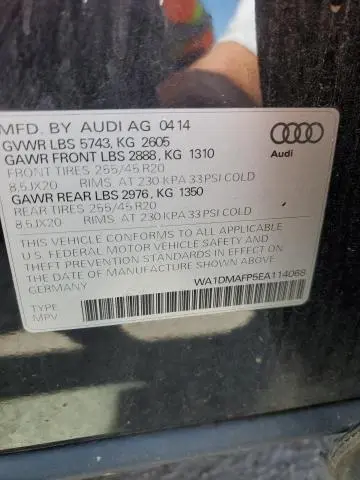 MFD. BY AUDI AG 04 14
GVWR LBS 5743, KG 2605
GAWR FRONT LBS 2888, KG 1310
FRONT TIRES 255/45 R20
8,5JX20 RIMS, AT 230 KPA 33 PSI COLD
GAWR REAR LBS 2976, KG 1350
REAR TIRES 255/45 R20
8,5JX20 RIMS, AT 230 KPA 33 PSI COLD
THIS VEHICLE CONFORMS TO ALL APPLICABLE
U.S. FEDERAL MOTOR VEHICLE SAFETY AND
THEFT PREVENTION STANDARDS IN EFFECT ON THE
DATE OF MANUFACTURE SHOWN ABOVE
GERMANY
WA1DMAFP5EA114068
TYPE
MPV
Audi